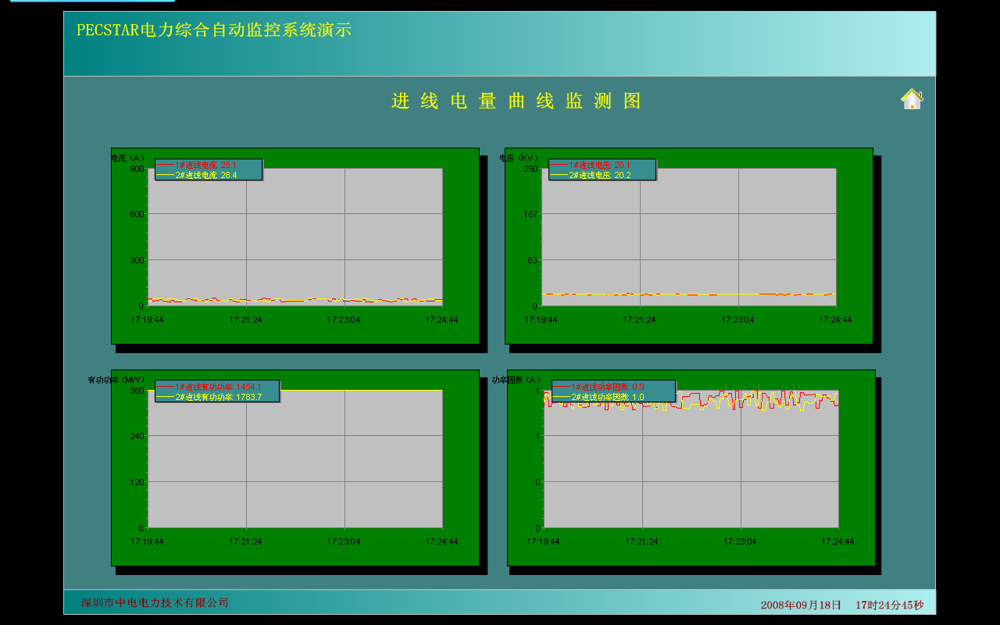 PECSTAR电力综合自动监控系统演示
进线电量曲线监测图
电流（A）
1#进线电流 25.1
2#进线电流 28.4
900
600
300
0
17:19:44 17:21:24 17:23:04 17:24:44
电压（KV）
1#进线电压 20.1
2#进线电压 20.2
250
167
83
0
17:19:44 17:21:24 17:23:04 17:24:44
有功功率（MW）
1#进线有功功率 1454.1
2#进线有功功率 1783.7
360
240
120
0
17:19:44 17:21:24 17:23:04 17:24:44
功率因数（A）
1#进线功率因数 0.9
2#进线功率因数 1.0
1
1
0
0
17:19:44 17:21:24 17:23:04 17:24:44
深圳市中电电力技术有限公司
2008年09月18日 17时24分45秒